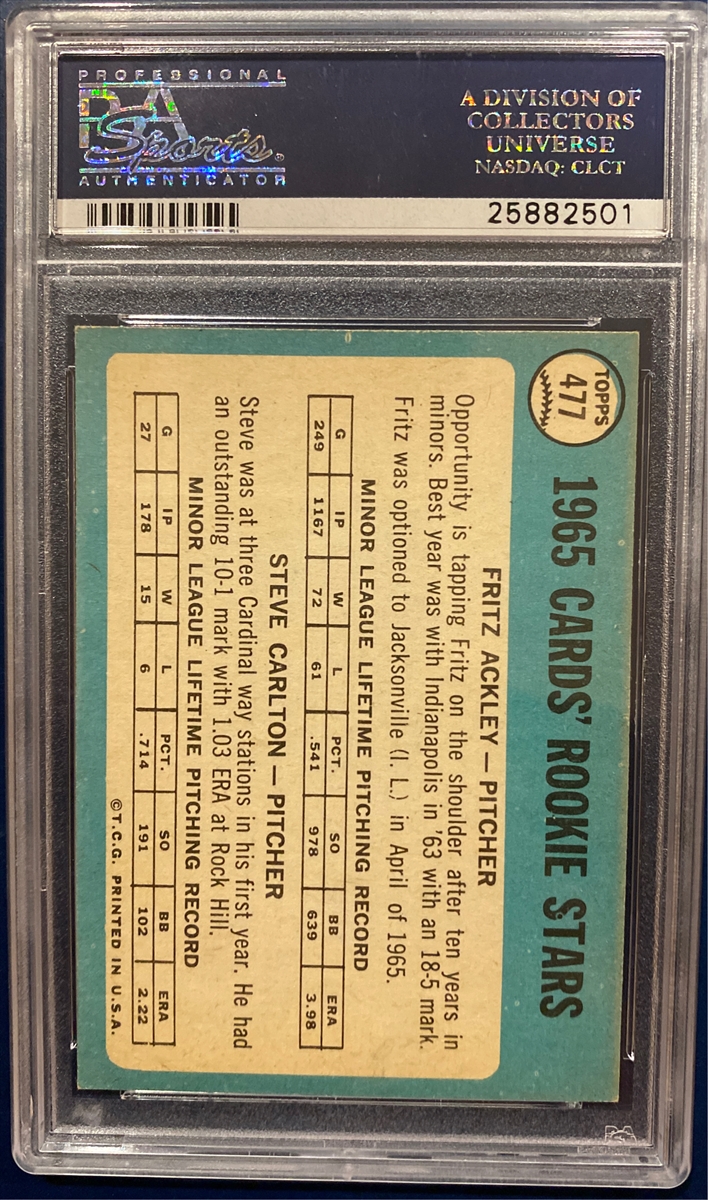 PROFESSIONAL
PSA
Sports
AUTHENTICATOR
A DIVISION OF
COLLECTORS
UNIVERSE
NASDAQ: CLCT
25882501
TOPPS
477
1965 CARDS' ROOKIE STARS
FRITZ ACKLEY — PITCHER
Opportunity is tapping Fritz on the shoulder after ten years in
minors. Best year was with Indianapolis in '63 with an 18-5 mark.
Fritz was optioned to Jacksonville (I. L.) in April of 1965.
MINOR LEAGUE LIFETIME PITCHING RECORD
G IP W L PCT. SO BB ERA
249 1167 72 61 .541 978 639 3.98
STEVE CARLTON — PITCHER
Steve was at three Cardinal way stations in his first year. He had
an outstanding 10-1 mark with 1.03 ERA at Rock Hill.
MINOR LEAGUE LIFETIME PITCHING RECORD
G IP W L PCT. SO BB ERA
27 178 15 6 .714 191 102 2.22
©T.C.G. PRINTED IN U.S.A.
PSA